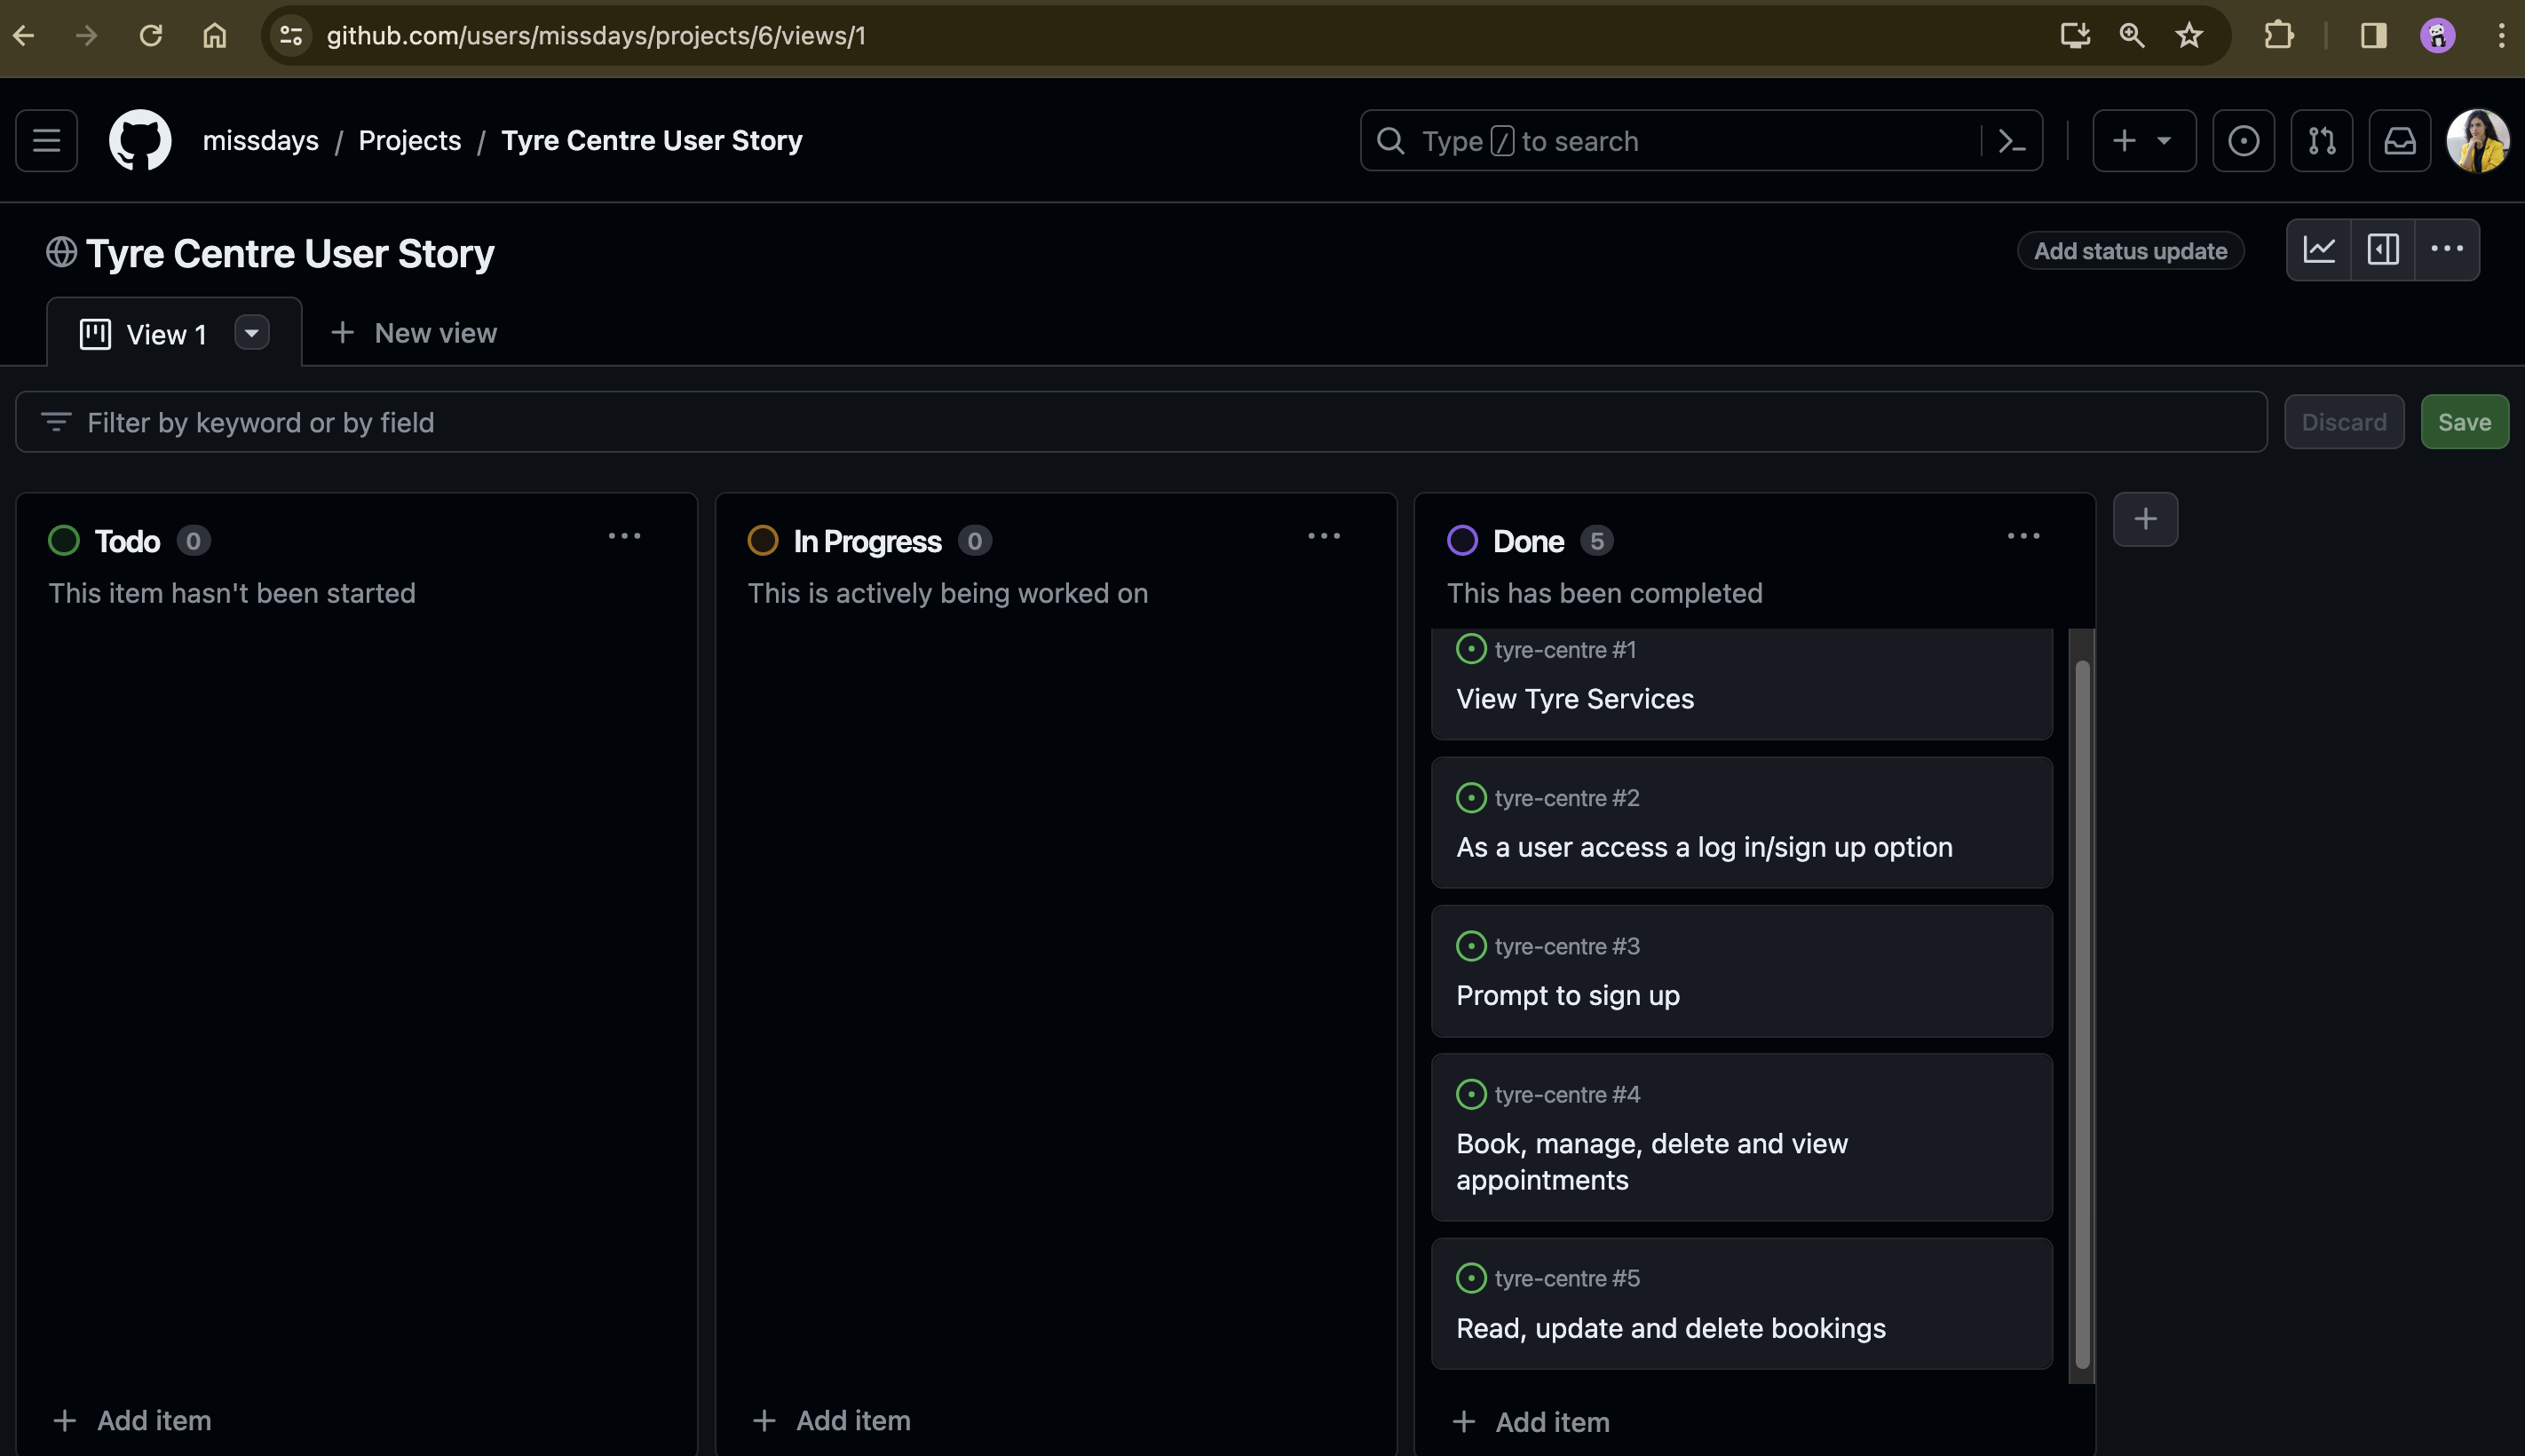 github.com/users/missdays/projects/6/views/1
missdays / Projects / Tyre Centre User Story
Type / to search
Tyre Centre User Story
Add status update
View 1
New view
Filter by keyword or by field
Discard
Save
Todo 0
This item hasn't been started
Add item
In Progress 0
This is actively being worked on
Add item
Done 5
This has been completed
tyre-centre #1
View Tyre Services
tyre-centre #2
As a user access a log in/sign up option
tyre-centre #3
Prompt to sign up
tyre-centre #4
Book, manage, delete and view
appointments
tyre-centre #5
Read, update and delete bookings
Add item